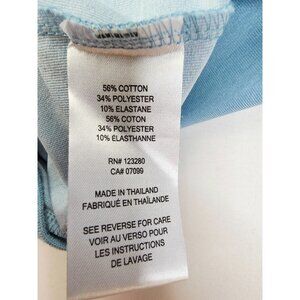 56% COTTON
34% POLYESTER
10% ELASTANE
56% COTON
34% POLYESTER
10% ÉLASTHANNE
RN# 123280
CA# 07099
MADE IN THAILAND
FABRIQUÉ EN THAÏLANDE
SEE REVERSE FOR CARE
VOIR AU VERSO POUR
LES INSTRUCTIONS
DE LAVAGE